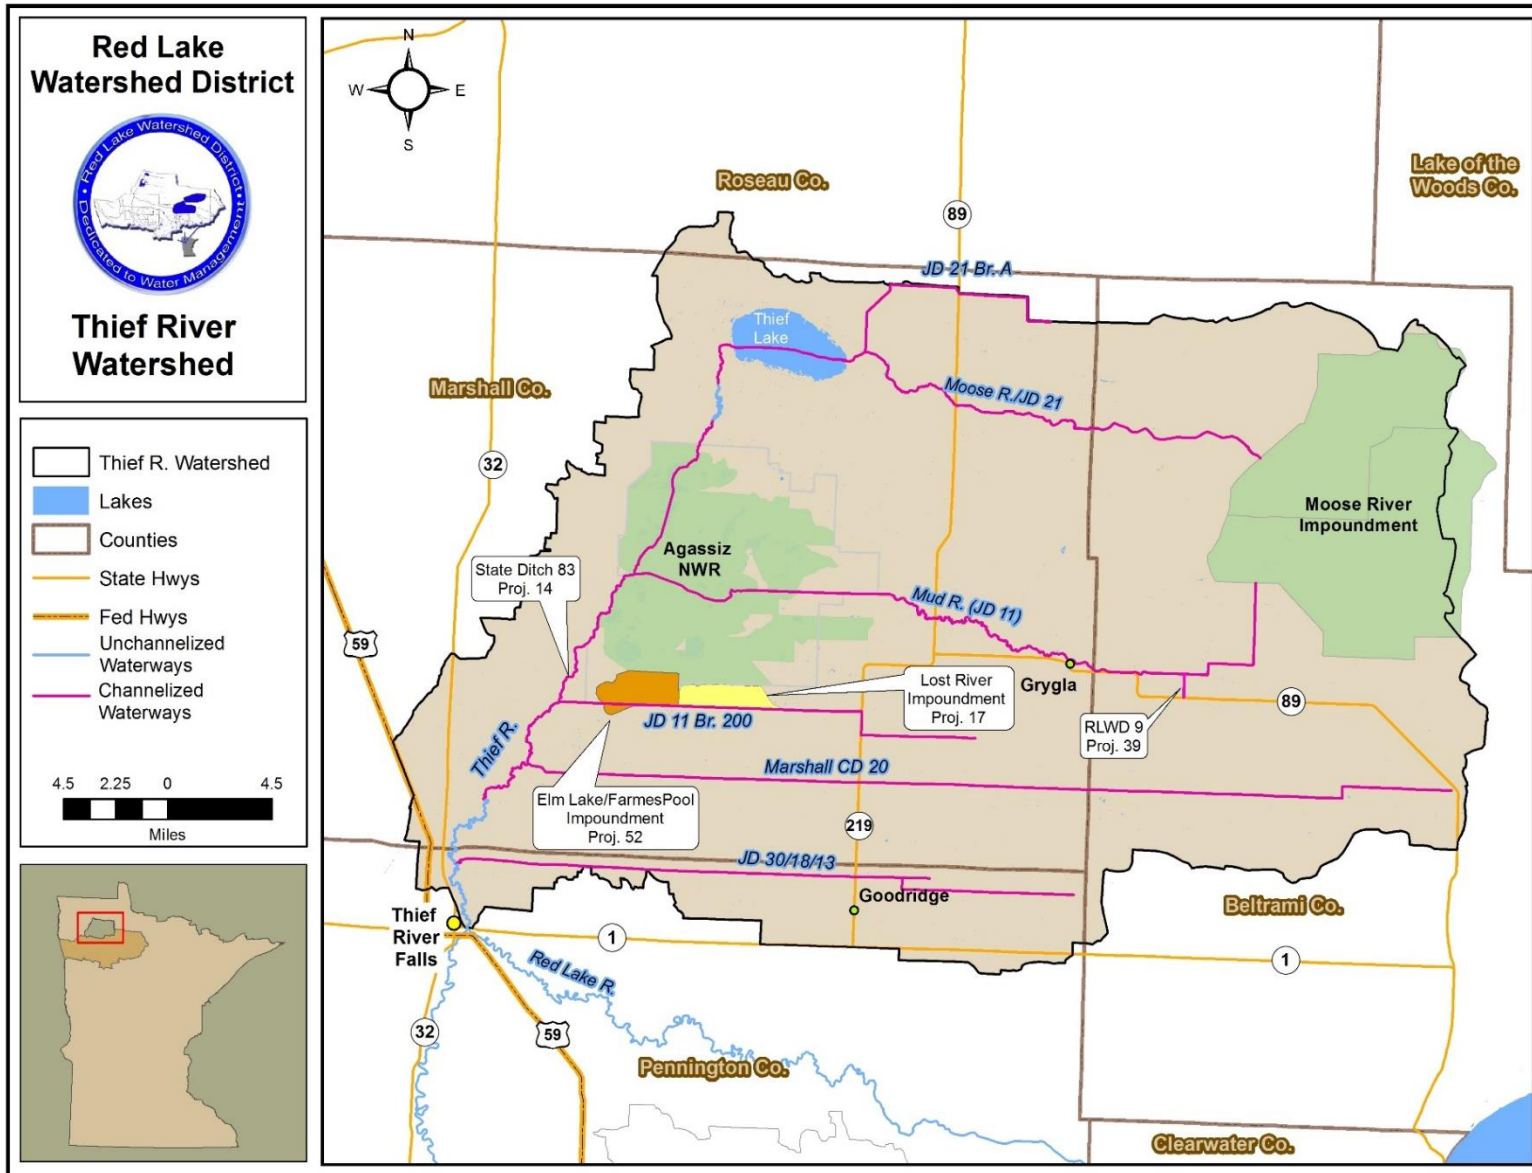 Red Lake
Watershed District
Red Lake Watershed District
Dedicated to Water Management
Thief River
Watershed
Thief R. Watershed
Lakes
Counties
State Hwys
Fed Hwys
Unchannelized
Waterways
Channelized
Waterways
4.5 2.25 0 4.5
Miles
N
W E
S
Roseau Co.
89
Lake of the
Woods Co.
JD 21 Br. A
Thief
Lake
Marshall Co.
Moose R./JD 21
32
Moose River
Impoundment
Agassiz
NWR
State Ditch 83
Proj. 14
Mud R. (JD 11)
59
Grygla
Lost River
Impoundment
Proj. 17
89
JD 11 Br. 200
RLWD 9
Proj. 39
Thief R.
Marshall CD 20
Elm Lake/FarmesPool
Impoundment
Proj. 52
219
JD 30/18/13
Goodridge
Beltrami Co.
Thief
River
Falls
1
1
Red Lake R.
32
59
Pennington Co.
Clearwater Co.